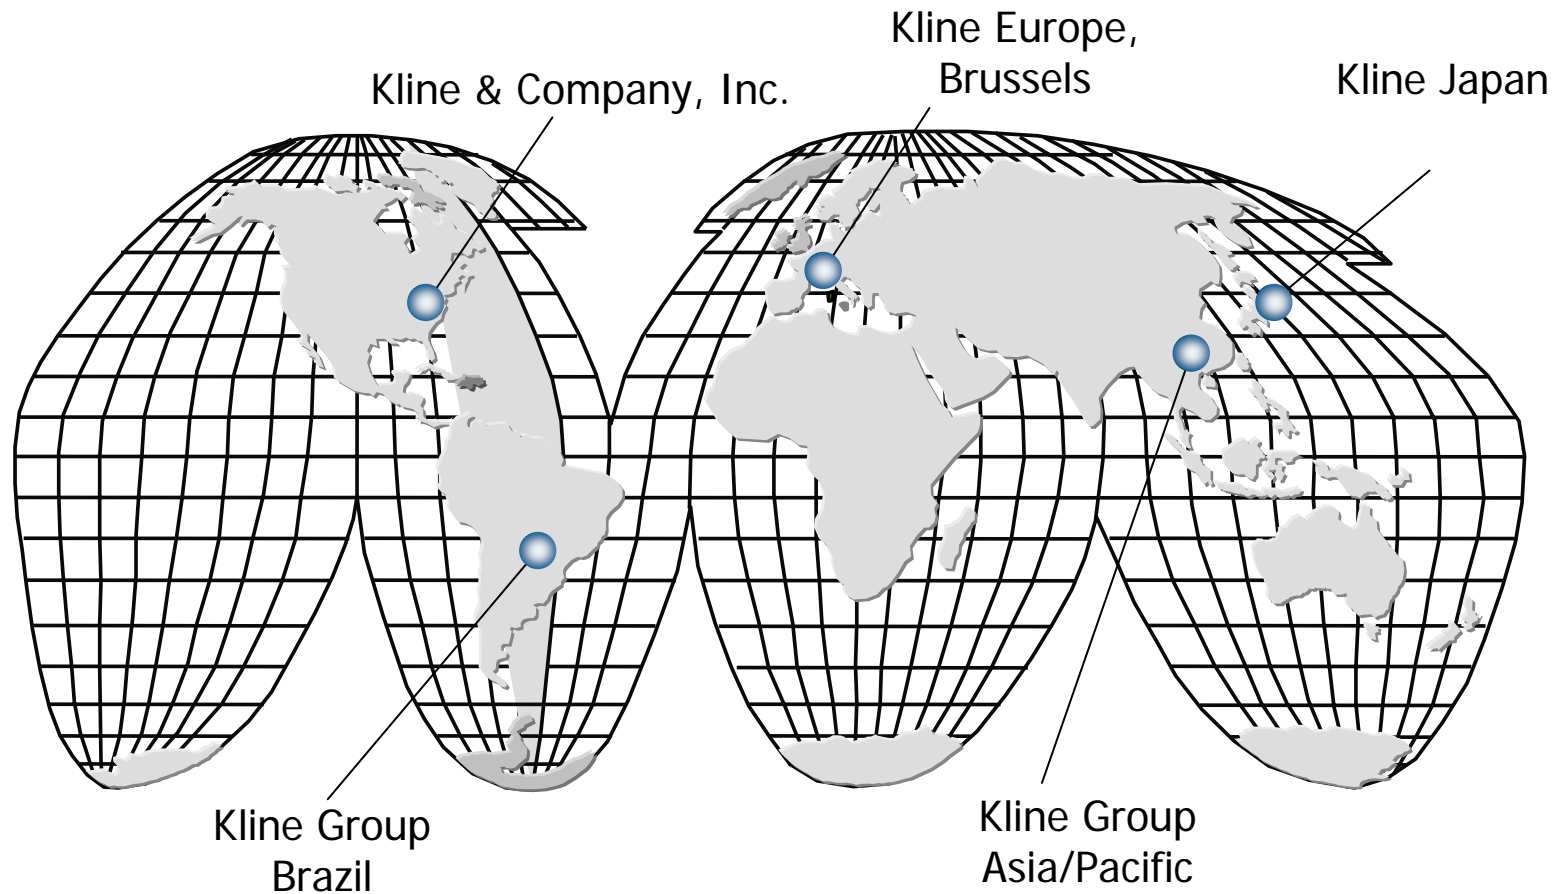 Kline Europe,
Brussels
Kline & Company, Inc.
Kline Japan
Kline Group
Brazil
Kline Group
Asia/Pacific